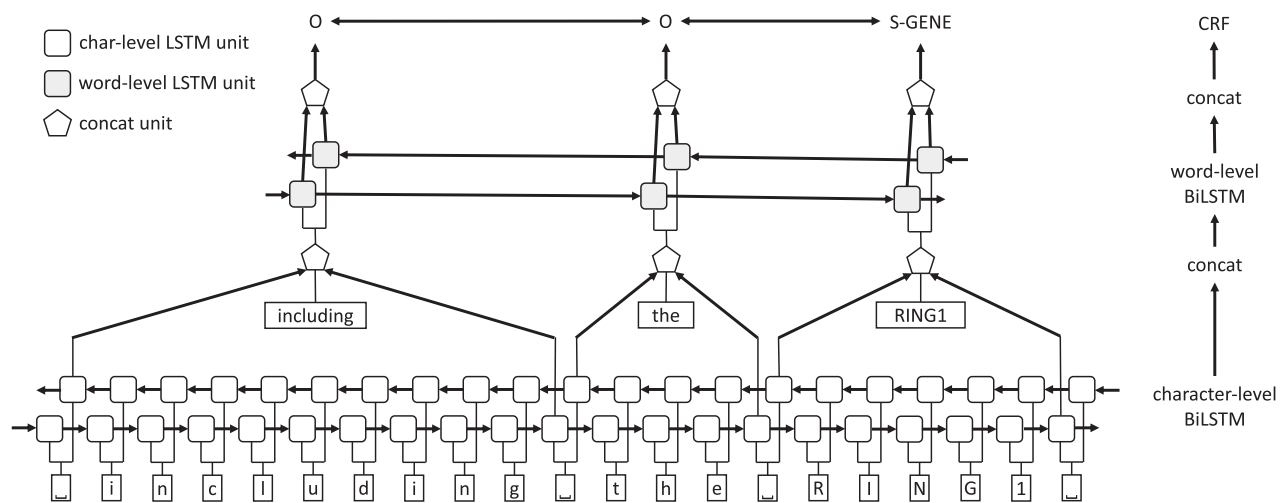 O O S-GENE CRF
char-level LSTM unit
word-level LSTM unit
concat unit
concat
word-level
BiLSTM
concat
including the RING1
character-level
BiLSTM
␣ i n c l u d i n g ␣ t h e ␣ R I N G 1 ␣